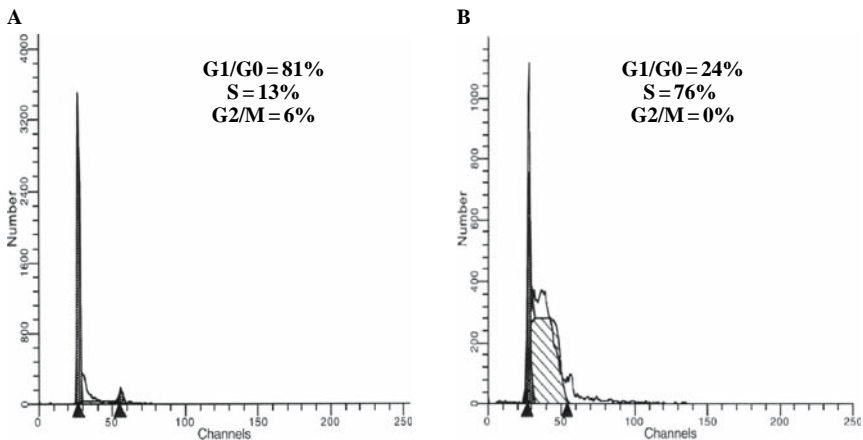 A
4000
3200
2400
1600
800
0
Number
0 50 100 150 200 250
Channels
G1/G0 = 81%
S = 13%
G2/M = 6%
B
1000
800
600
400
200
0
Number
0 50 100 150 200 250
Channels
G1/G0 = 24%
S = 76%
G2/M = 0%